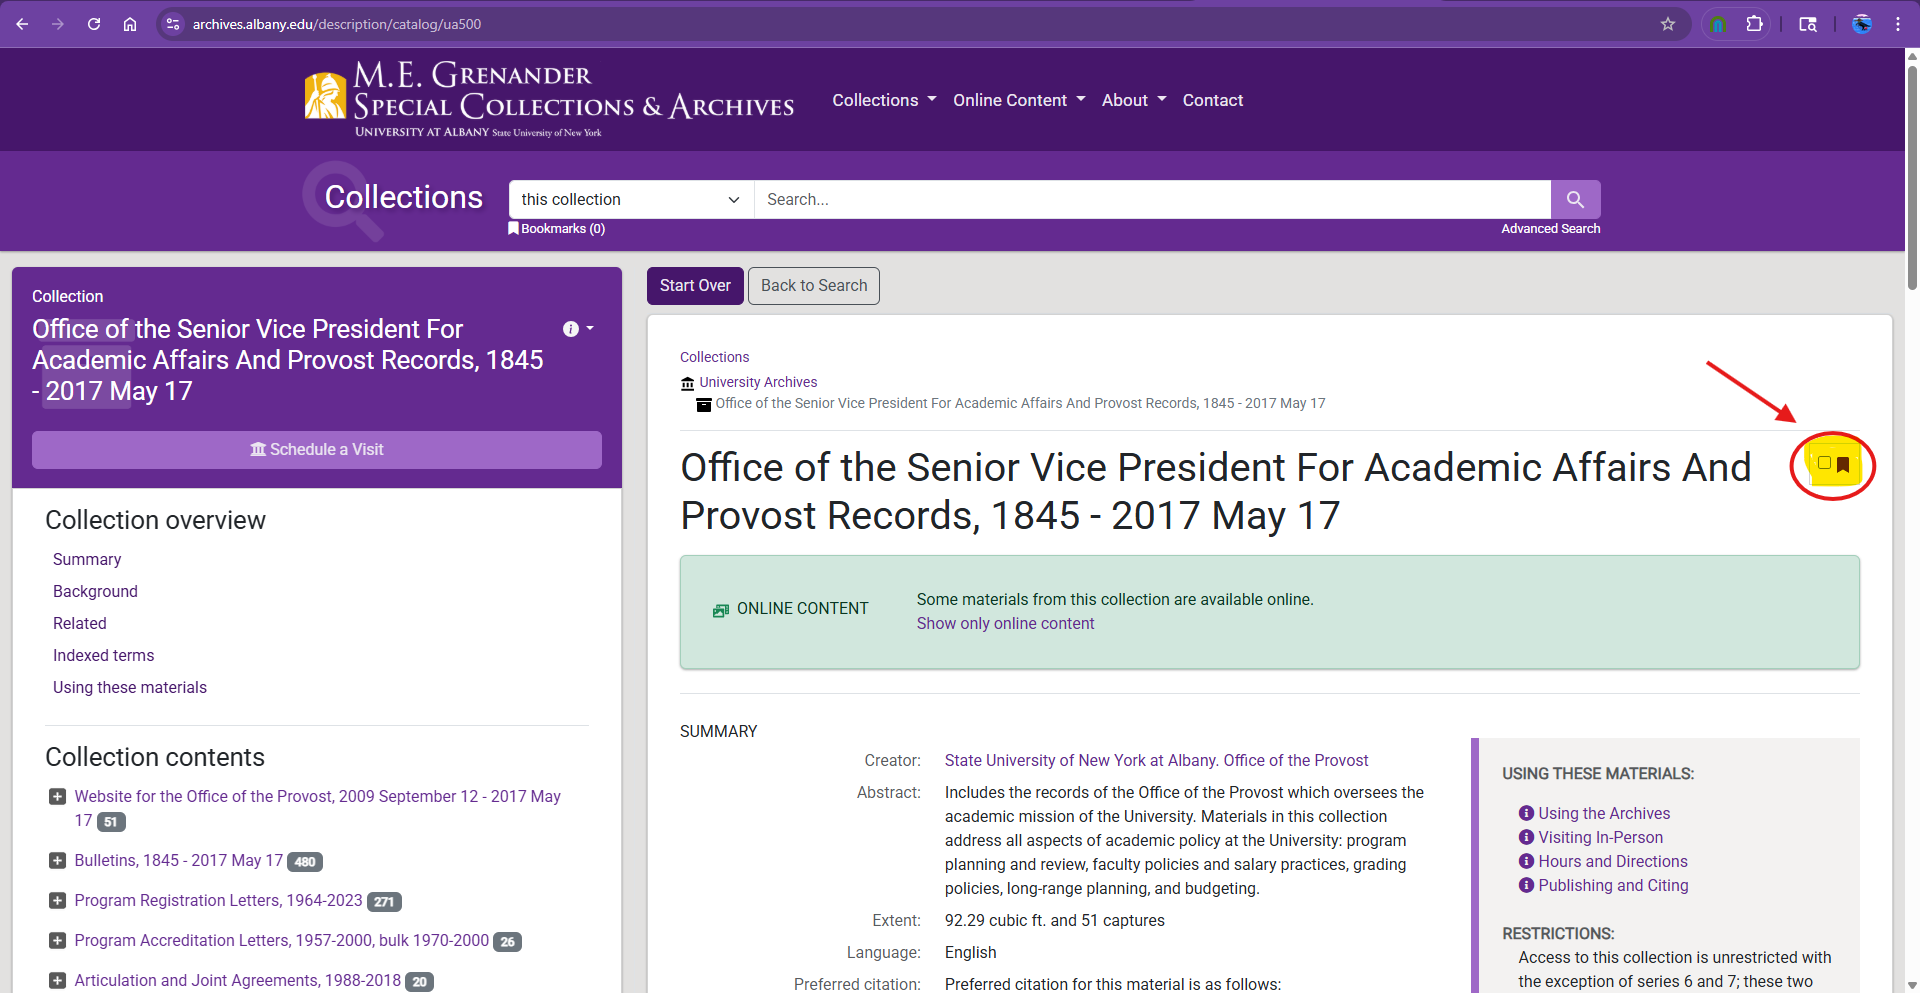 archives.albany.edu/description/catalog/ua500
M.E. Grenander
Special Collections & Archives
University at Albany State University of New York
Collections
Online Content
About
Contact
Collections
this collection
Search...
Bookmarks (0)
Advanced Search
Collection
Office of the Senior Vice President For
Academic Affairs And Provost Records, 1845
- 2017 May 17
Schedule a Visit
Collection overview
Summary
Background
Related
Indexed terms
Using these materials
Collection contents
Website for the Office of the Provost, 2009 September 12 - 2017 May
17 51
Bulletins, 1845 - 2017 May 17 480
Program Registration Letters, 1964-2023 271
Program Accreditation Letters, 1957-2000, bulk 1970-2000 26
Articulation and Joint Agreements, 1988-2018 20
Start Over
Back to Search
Collections
University Archives
Office of the Senior Vice President For Academic Affairs And Provost Records, 1845 - 2017 May 17
Office of the Senior Vice President For Academic Affairs And
Provost Records, 1845 - 2017 May 17
ONLINE CONTENT
Some materials from this collection are available online.
Show only online content
SUMMARY
Creator: State University of New York at Albany. Office of the Provost
Abstract: Includes the records of the Office of the Provost which oversees the
academic mission of the University. Materials in this collection
address all aspects of academic policy at the University: program
planning and review, faculty policies and salary practices, grading
policies, long-range planning, and budgeting.
Extent: 92.29 cubic ft. and 51 captures
Language: English
Preferred citation: Preferred citation for this material is as follows:
USING THESE MATERIALS:
Using the Archives
Visiting In-Person
Hours and Directions
Publishing and Citing
RESTRICTIONS:
Access to this collection is unrestricted with
the exception of series 6 and 7; these two